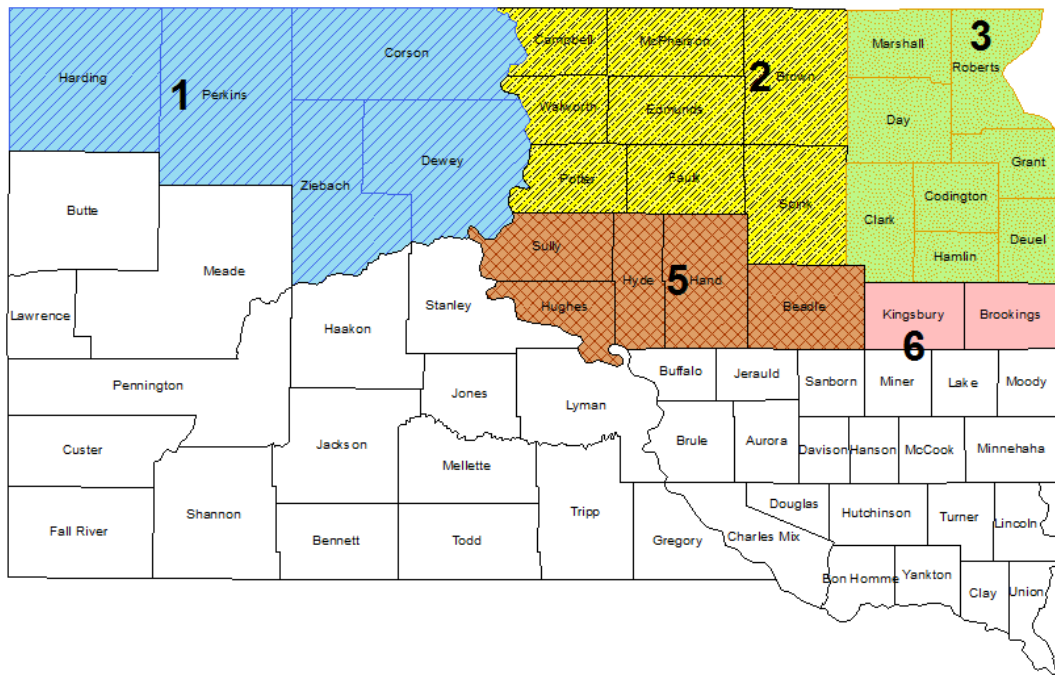 Harding
1
Perkins
Corson
Ziebach
Dewey
Campbell
McPherson
2
Brown
Walworth
Edmunds
Potter
Faulk
Spink
Marshall
3
Roberts
Day
Grant
Codington
Clark
Deuel
Hamlin
Butte
Meade
Lawrence
Haakon
Stanley
Sully
Hyde
5
Hand
Hughes
Beadle
Kingsbury
Brookings
6
Pennington
Jones
Lyman
Buffalo
Jerauld
Sanborn
Miner
Lake
Moody
Custer
Jackson
Mellette
Brule
Aurora
Davison
Hanson
McCook
Minnehaha
Fall River
Shannon
Bennett
Todd
Tripp
Gregory
Charles Mix
Douglas
Hutchinson
Turner
Lincoln
Bon Homme
Yankton
Clay
Union